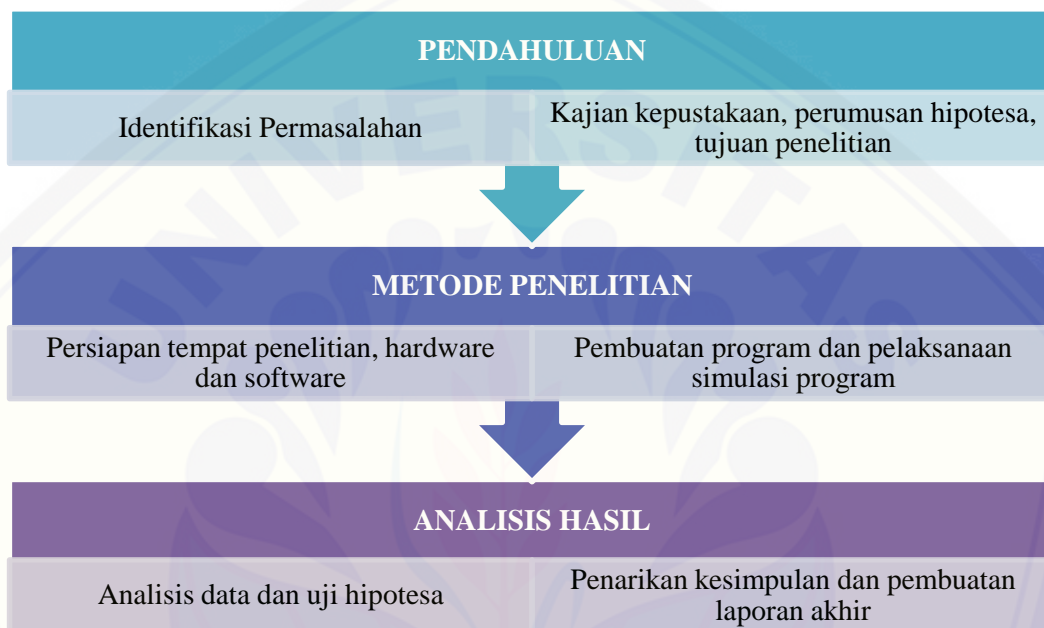 PENDAHULUAN
Identifikasi Permasalahan
Kajian kepustakaan, perumusan hipotesa,
tujuan penelitian
METODE PENELITIAN
Persiapan tempat penelitian, hardware
dan software
Pembuatan program dan pelaksanaan
simulasi program
ANALISIS HASIL
Analisis data dan uji hipotesa
Penarikan kesimpulan dan pembuatan
laporan akhir
UNIVERSITAS